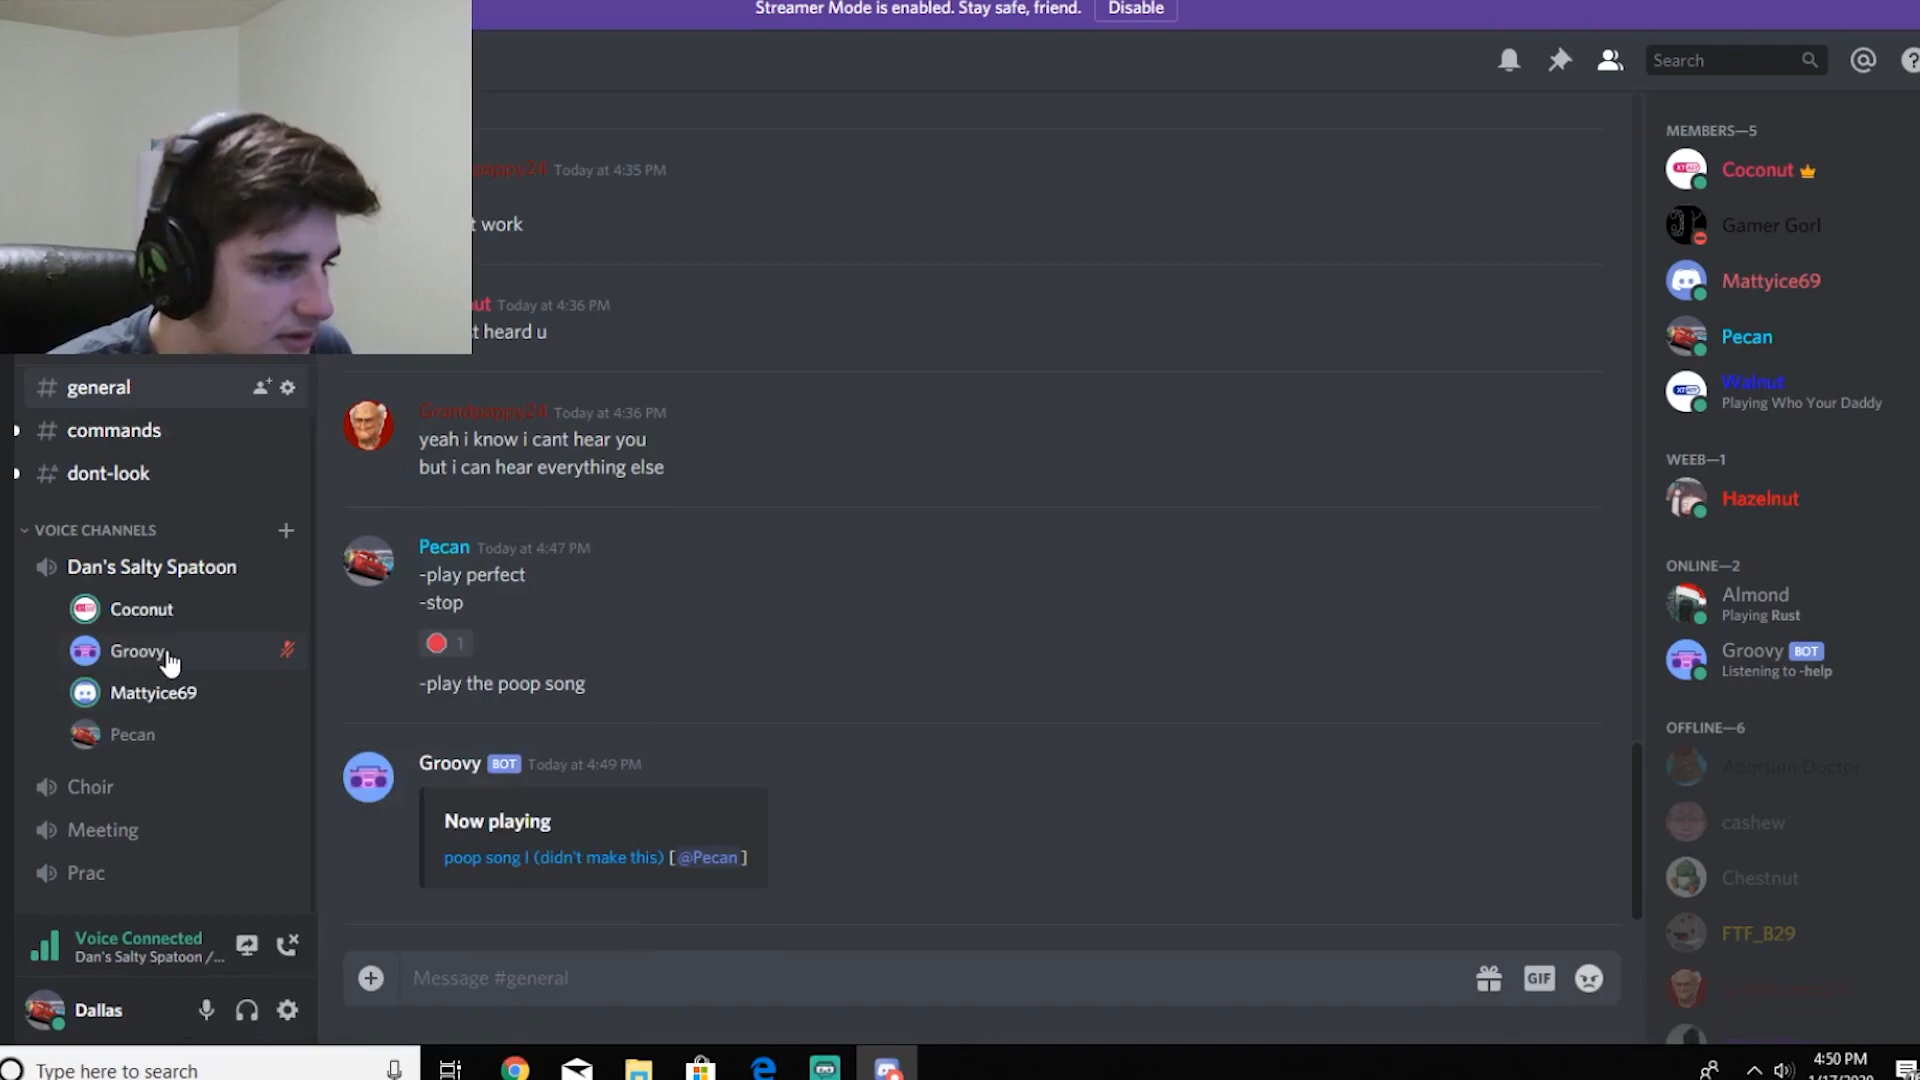 Streamer Mode is enabled. Stay safe, friend.
Disable
Search
Today at 4:35 PM
t work
ut Today at 4:36 PM
t heard u
Grandpappy24 Today at 4:36 PM
yeah i know i cant hear you
but i can hear everything else
Pecan Today at 4:47 PM
-play perfect
-stop
1
-play the poop song
Groovy BOT Today at 4:49 PM
Now playing
poop song I (didn't make this) [@Pecan]
Message #general
GIF
# general
# commands
# dont-look
VOICE CHANNELS
Dan's Salty Spatoon
Coconut
Groovy
Mattyice69
Pecan
Choir
Meeting
Prac
Voice Connected
Dan's Salty Spatoon /...
Dallas
MEMBERS—5
Coconut
Gamer Gorl
Mattyice69
Pecan
Walnut
Playing Who Your Daddy
WEEB—1
Hazelnut
ONLINE—2
Almond
Playing Rust
Groovy BOT
Listening to -help
OFFLINE—6
Abortion Doctor
cashew
Chestnut
FTF_B29
Type here to search
4:50 PM